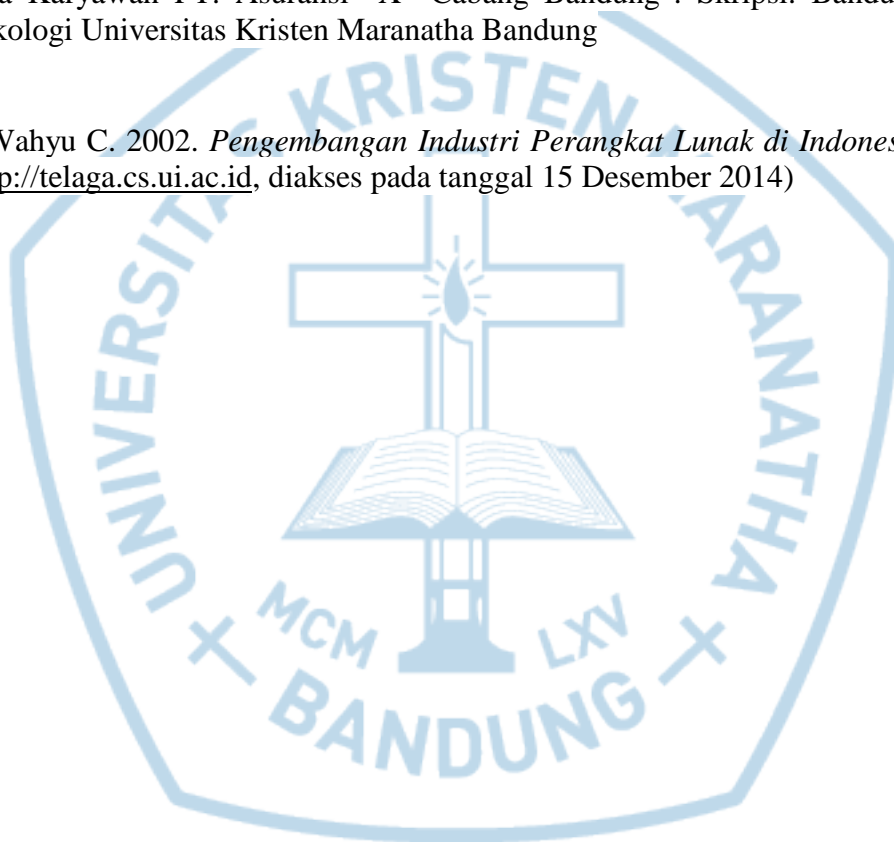 Karyawan PT. Asuransi "X" Cabang Bandung". Skripsi. Bandu
kologi Universitas Kristen Maranatha Bandung
Wahyu C. 2002. Pengembangan Industri Perangkat Lunak di Indones
p://telaga.cs.ui.ac.id, diakses pada tanggal 15 Desember 2014)
UNIVERSITAS KRISTEN MARANATHA
MCM LXV
BANDUNG